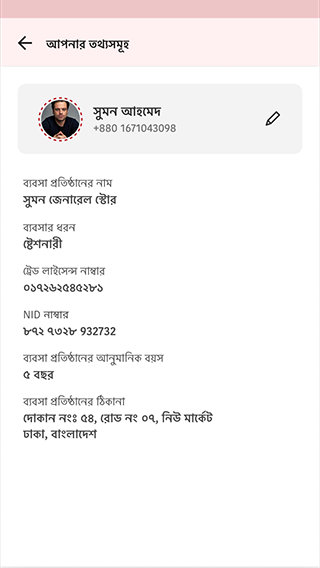 আপনার তথ্যসমূহ
সুমন আহমেদ
+880 1671043098
ব্যবসা প্রতিষ্ঠানের নাম
সুমন জেনারেল স্টোর
ব্যবসার ধরন
ষ্টেশনারী
ট্রেড লাইসেন্স নাম্বার
০১৭২৬২৫৪৫২৮১
NID নাম্বার
৮৭২ ৭৩২৮ 932732
ব্যবসা প্রতিষ্ঠানের আনুমানিক বয়স
৫ বছর
ব্যবসা প্রতিষ্ঠানের ঠিকানা
দোকান নংঃ ৫৪, রোড নং ০৭, নিউ মার্কেট
ঢাকা, বাংলাদেশ